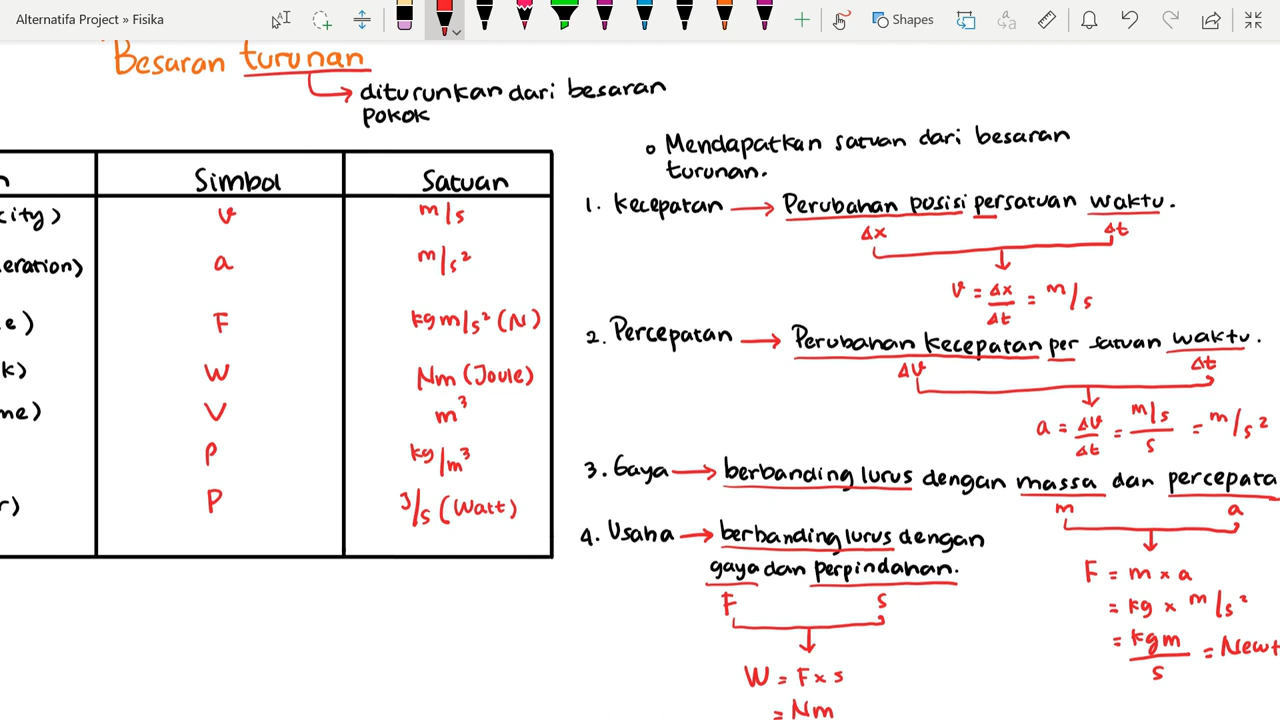 Alternatifa Project » Fisika
Shapes
Besaran turunan
diturunkan dari besaran
pokok
Simbol Satuan
city) v m/s
eration) a m/s²
e) F kgm/s² (N)
k) W Nm (Joule)
me) V m³
ρ kg/m³
r) P J/s (Watt)
Mendapatkan satuan dari besaran
turunan.
1. Kecepatan → Perubahan posisi persatuan waktu.
Δx Δt
v = Δx/Δt = m/s
2. Percepatan → Perubahan kecepatan per satuan waktu.
Δv Δt
a = Δv/Δt = m/s/s = m/s²
3. Gaya → berbanding lurus dengan massa dan percepata
m a
F = m x a
= kg x m/s²
= kgm/s = Newt
4. Usaha → berbanding lurus dengan
gaya dan perpindahan.
F s
W = F x s
= Nm